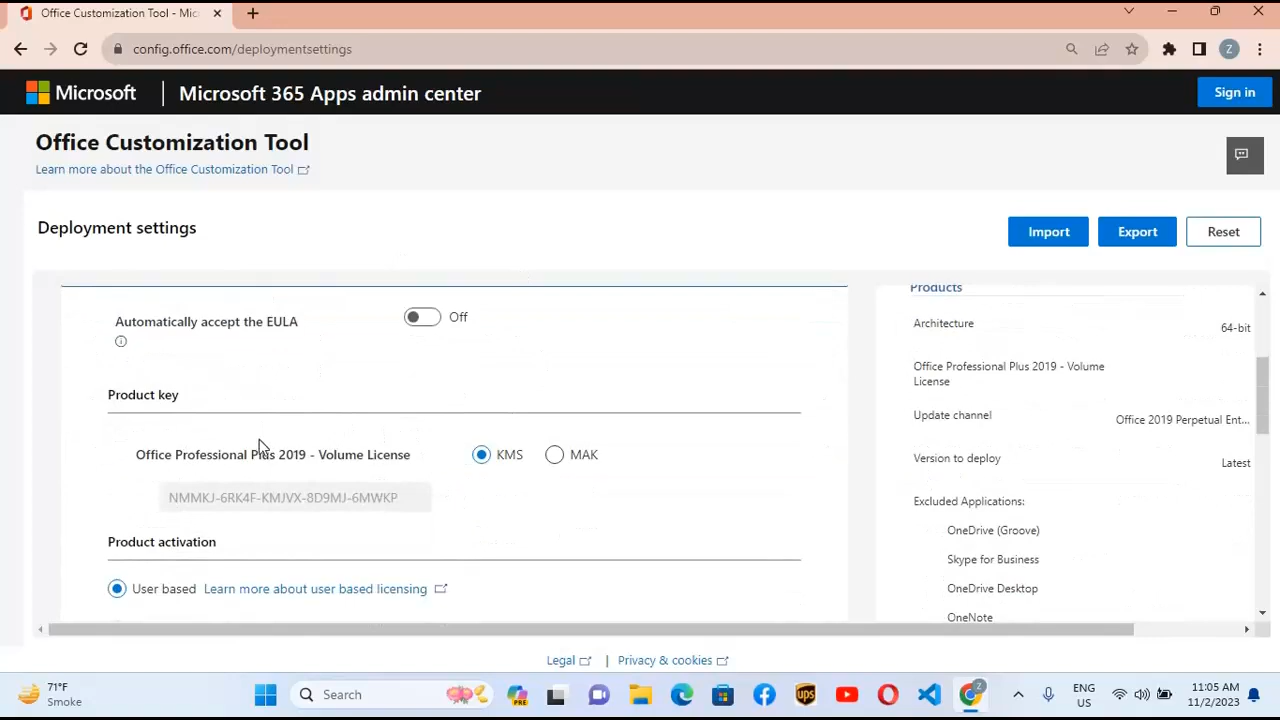 Office Customization Tool - Mic
config.office.com/deploymentsettings
Z
Microsoft
Microsoft 365 Apps admin center
Sign in
Office Customization Tool
Learn more about the Office Customization Tool
Deployment settings
Import
Export
Reset
Automatically accept the EULA
Off
Product key
Office Professional Plus 2019 - Volume License
KMS
MAK
NMMKJ-6RK4F-KMJVX-8D9MJ-6MWKP
Product activation
User based
Learn more about user based licensing
Products
Architecture
64-bit
Office Professional Plus 2019 - Volume
License
Update channel
Office 2019 Perpetual Ent...
Version to deploy
Latest
Excluded Applications:
OneDrive (Groove)
Skype for Business
OneDrive Desktop
OneNote
Legal
|
Privacy & cookies
71°F
Smoke
Search
PRE
ups
Z
ENG
US
11:05 AM
11/2/2023